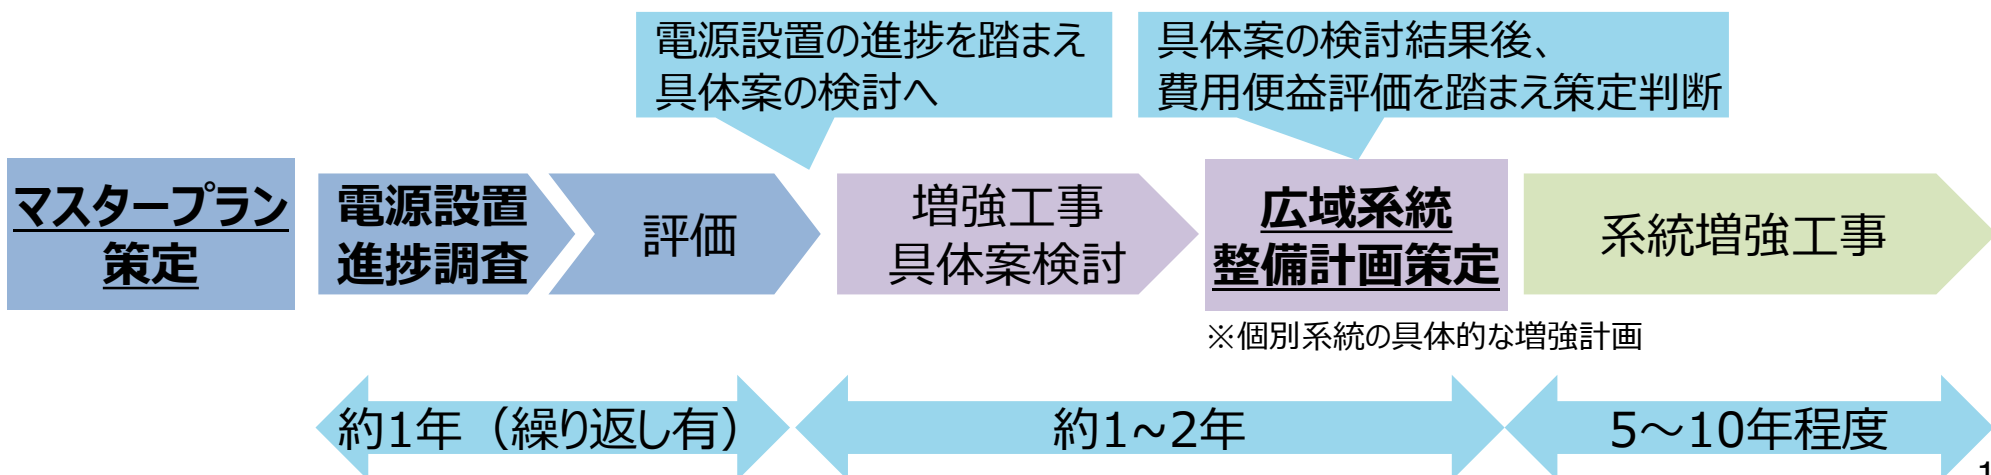 電源設置の進捗を踏まえ
具体案の検討へ
具体案の検討結果後、
費用便益評価を踏まえ策定判断
マスタープラン
策定
電源設置
進捗調査
評価
増強工事
具体案検討
広域系統
整備計画策定
系統増強工事
※個別系統の具体的な増強計画
約1年（繰り返し有）
約1~2年
5～10年程度